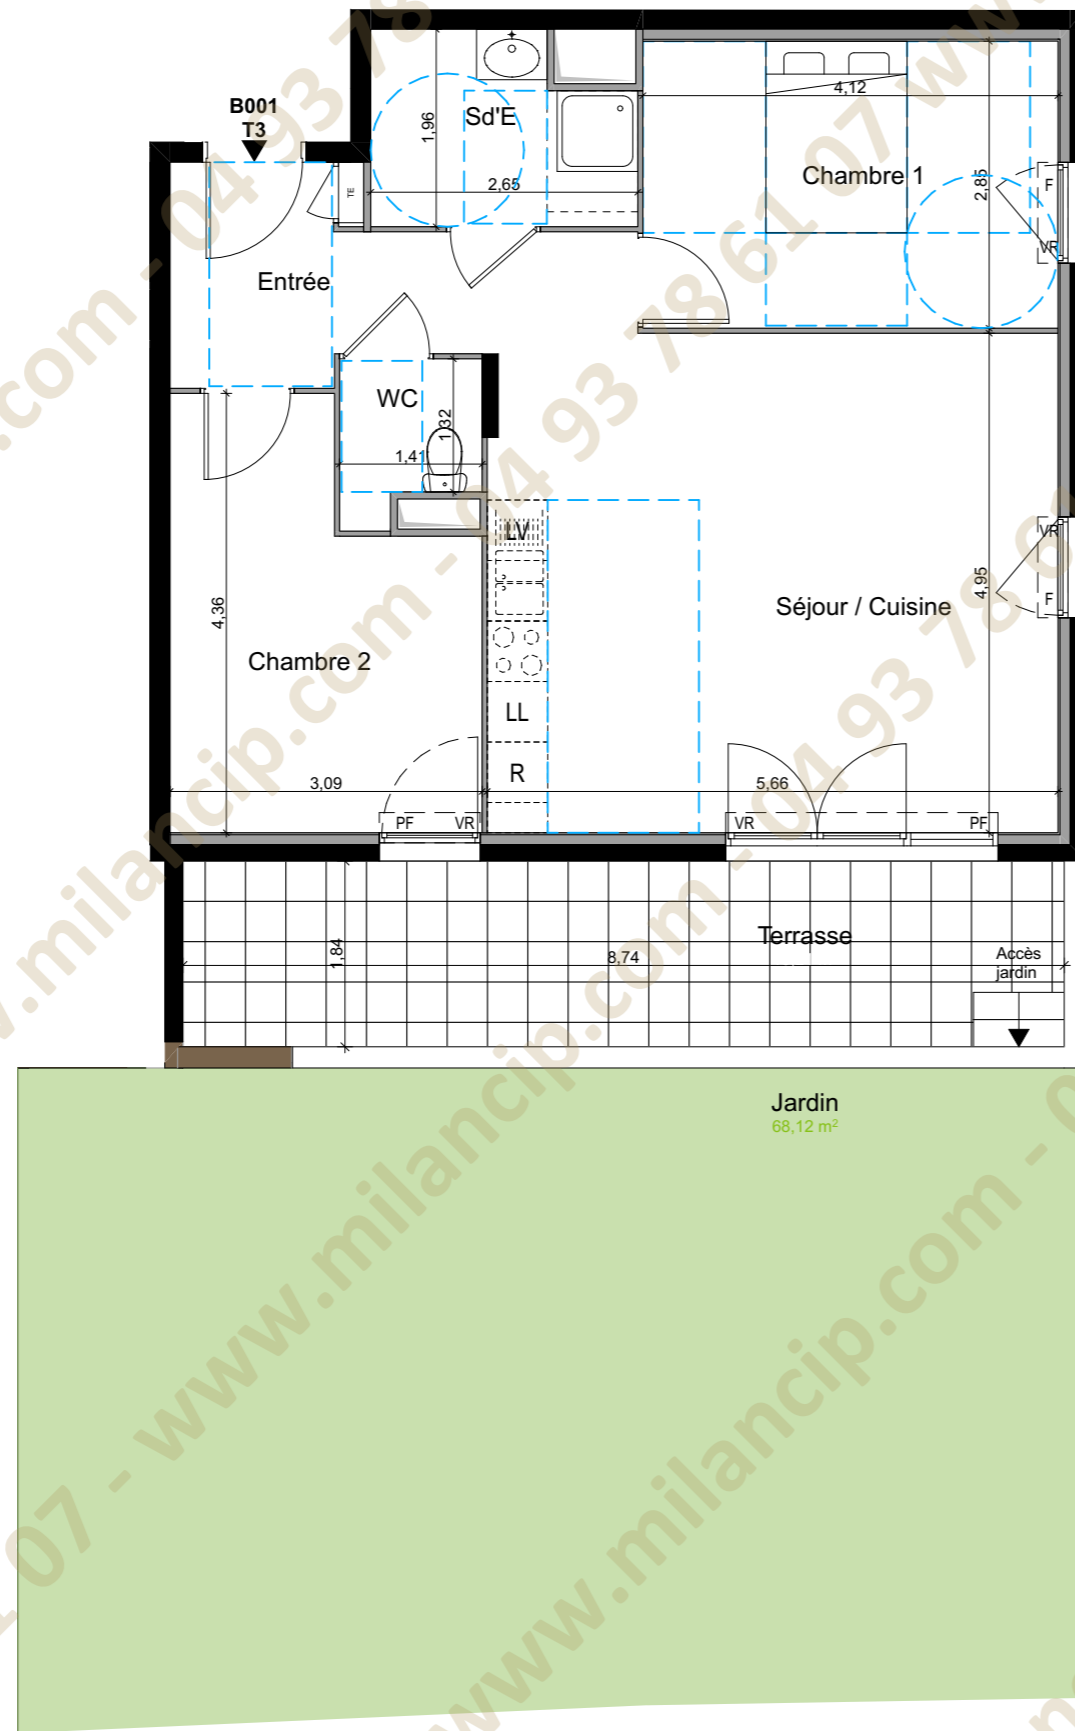 B001
T3
TE
Sd'E
1,96
2,65
4,12
Chambre 1
2,85
F
VR
Entrée
WC
1,32
1,41
LV
4,36
Séjour / Cuisine
4,95
VR
F
Chambre 2
LL
R
3,09
5,66
PF
VR
VR
PF
1,84
8,74
Terrasse
Accès
jardin
Jardin
68,12 m²
www.milancip.com - 04 93 78 61 07